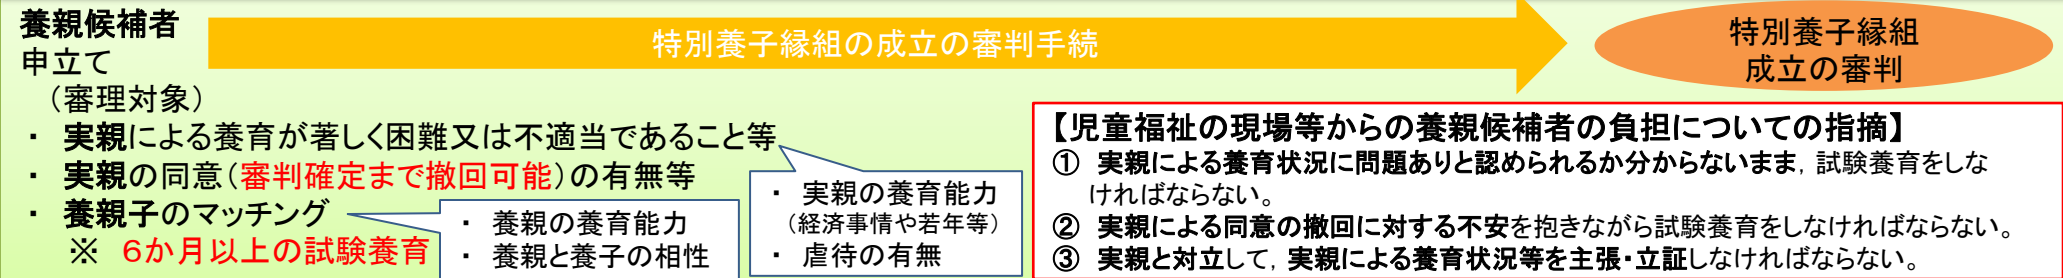 養親候補者
申立て
(審理対象)
・ 実親による養育が著しく困難又は不適当であること等
・ 実親の同意(審判確定まで撤回可能)の有無等
・ 養親子のマッチング
※ 6か月以上の試験養育
特別養子縁組の成立の審判手続
特別養子縁組
成立の審判
・ 養親の養育能力
・ 養親と養子の相性
・ 実親の養育能力
(経済事情や若年等)
・ 虐待の有無
【児童福祉の現場等からの養親候補者の負担についての指摘】
① 実親による養育状況に問題ありと認められるか分からないまま,試験養育をしな
ければならない。
② 実親による同意の撤回に対する不安を抱きながら試験養育をしなければならない。
③ 実親と対立して,実親による養育状況等を主張・立証しなければならない。